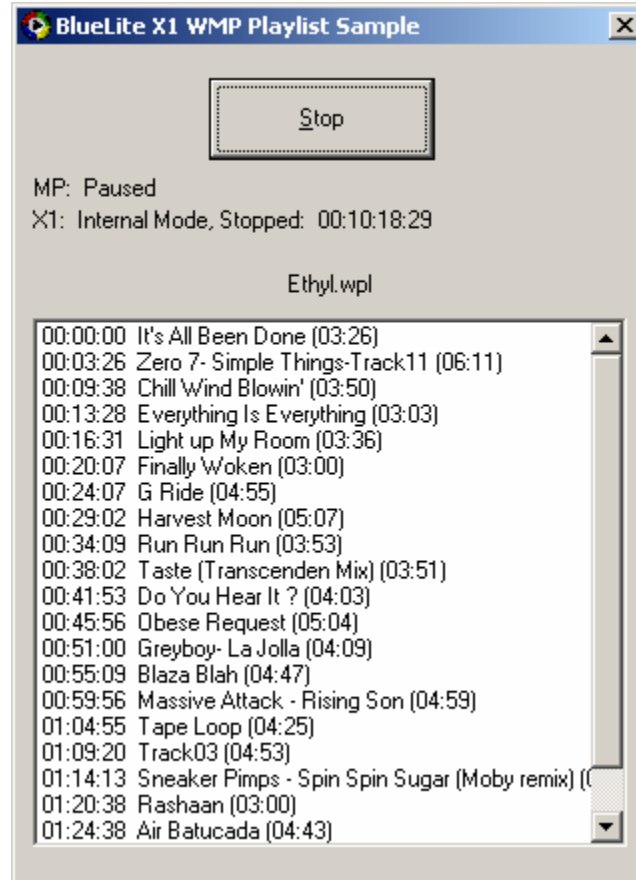 BlueLite X1 WMP Playlist Sample
Stop
MP: Paused
X1: Internal Mode, Stopped: 00:10:18:29
Ethyl.wpl
00:00:00 It's All Been Done (03:26)
00:03:26 Zero 7- Simple Things-Track11 (06:11)
00:09:38 Chill Wind Blowin' (03:50)
00:13:28 Everything Is Everything (03:03)
00:16:31 Light up My Room (03:36)
00:20:07 Finally Woken (03:00)
00:24:07 G Ride (04:55)
00:29:02 Harvest Moon (05:07)
00:34:09 Run Run Run (03:53)
00:38:02 Taste (Transcenden Mix) (03:51)
00:41:53 Do You Hear It ? (04:03)
00:45:56 Obese Request (05:04)
00:51:00 Greyboy- La Jolla (04:09)
00:55:09 Blaza Blah (04:47)
00:59:56 Massive Attack - Rising Son (04:59)
01:04:55 Tape Loop (04:25)
01:09:20 Track03 (04:53)
01:14:13 Sneaker Pimps - Spin Spin Sugar (Moby remix)
01:20:38 Rashaan (03:00)
01:24:38 Air Batucada (04:43)